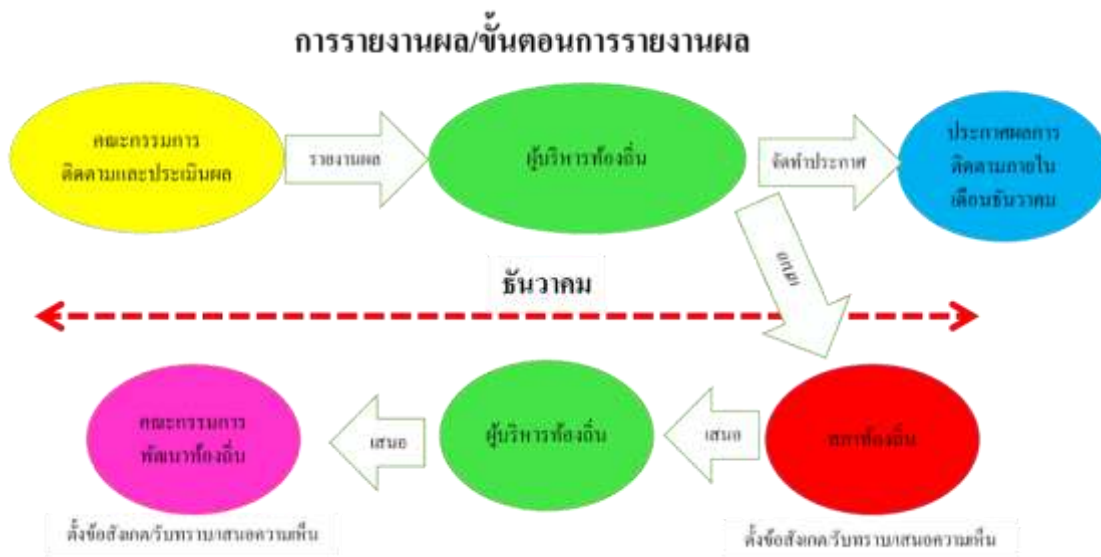 การรายงานผล/ขั้นตอนการรายงานผล
คณะกรรมการ
ติดตามและประเมินผล
รายงานผล
ผู้บริหารท้องถิ่น
จัดทำประกาศ
ประกาศผลการ
ติดตามภายใน
เดือนธันวาคม
เสนอ
ธันวาคม
คณะกรรมการ
พัฒนาท้องถิ่น
เสนอ
ผู้บริหารท้องถิ่น
เสนอ
สภาท้องถิ่น
ตั้งข้อสังเกต/รับทราบ/เสนอความเห็น
ตั้งข้อสังเกต/รับทราบ/เสนอความเห็น